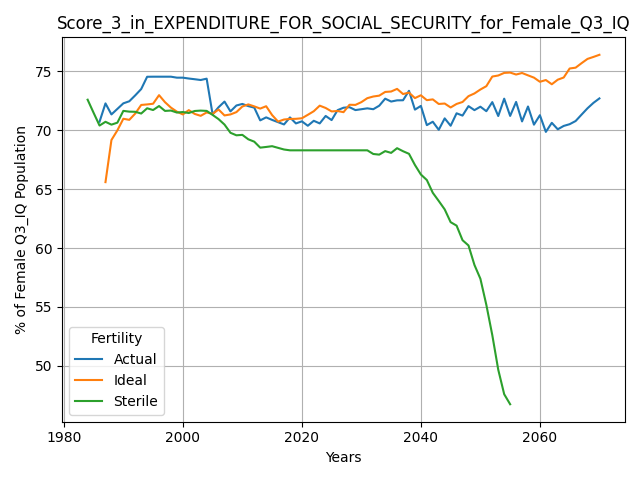 Score_3_in_EXPENDITURE_FOR_SOCIAL_SECURITY_for_Female_Q3_IQ
% of Female Q3_IQ Population
75
70
65
60
55
50
Fertility
Actual
Ideal
Sterile
1980
2000
2020
2040
2060
Years